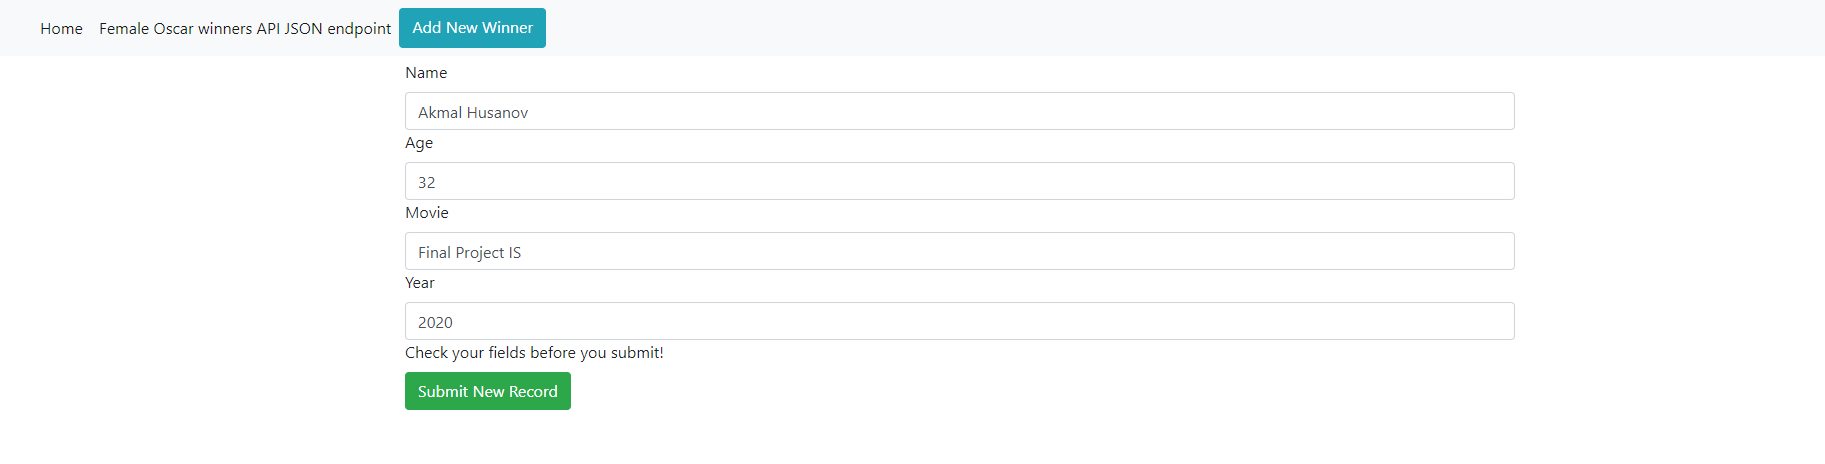 Home Female Oscar winners API JSON endpoint Add New Winner
Name
Akmal Husanov
Age
32
Movie
Final Project IS
Year
2020
Check your fields before you submit!
Submit New Record